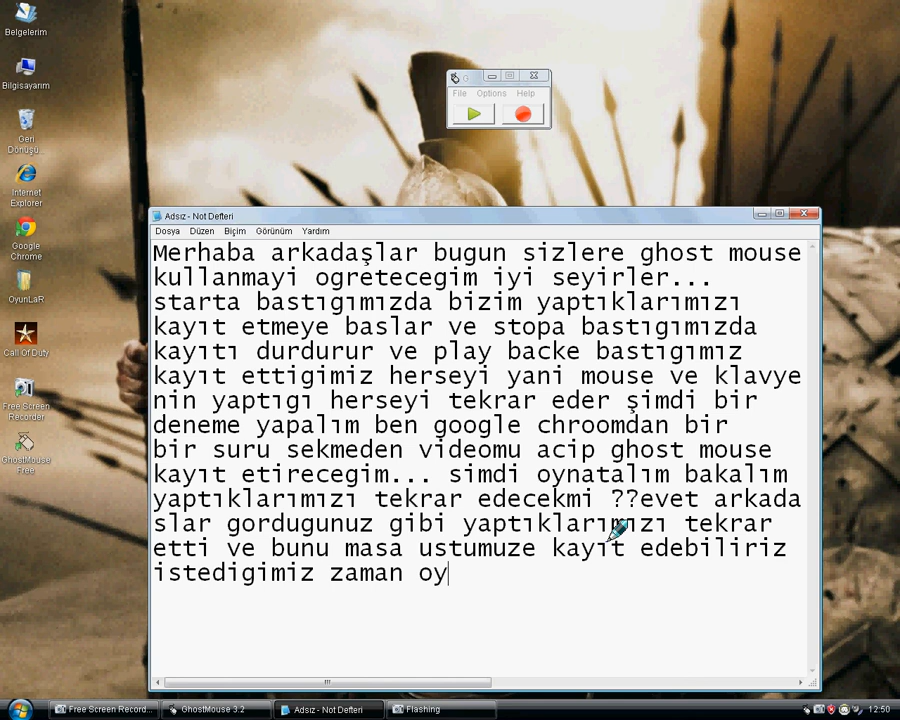 Belgelerim
Bilgisayarım
Geri
Dönüşü...
Internet
Explorer
Google
Chrome
OyunLaR
Call Of Duty
Free Screen
Recorder
GhostMouse
Free
G
File Options Help
Adsız - Not Defteri
Dosya Düzen Biçim Görünüm Yardım
Merhaba arkadaşlar bugun sizlere ghost mouse
kullanmayi ogretecegim iyi seyirler...
starta bastıgımızda bizim yaptıklarımızı
kayıt etmeye baslar ve stopa bastıgımızda
kayıtı durdurur ve play backe bastıgımız
kayıt ettigimiz herseyi yani mouse ve klavye
nin yaptıgı herseyi tekrar eder şimdi bir
deneme yapalım ben google chroomdan bir
bir suru sekmeden videomu acip ghost mouse
kayıt etirecegim... simdi oynatalım bakalım
yaptıklarımızı tekrar edecekmi ??evet arkada
slar gordugunuz gibi yaptıklarımızı tekrar
etti ve bunu masa ustumuze kayıt edebiliriz
istedigimiz zaman oy
Free Screen Record...
GhostMouse 3.2
Adsız - Not Defteri
Flashing
12:50